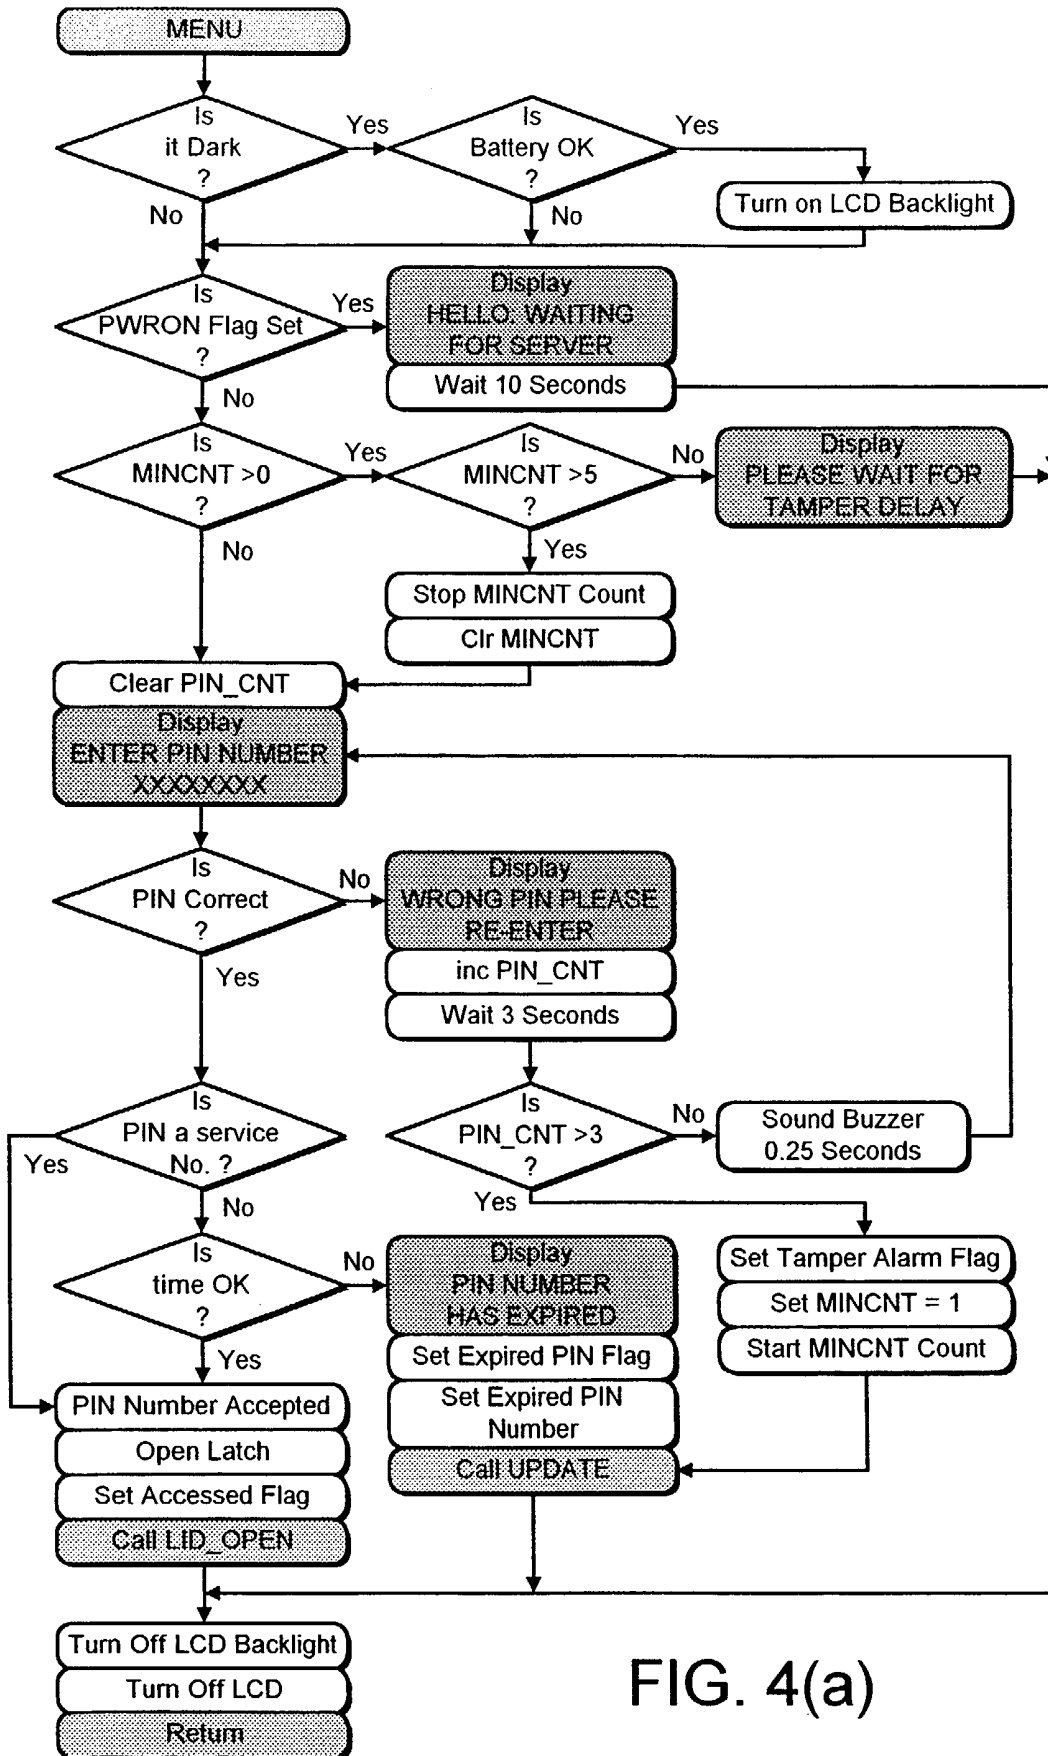 MENU
Is
it Dark
?
Yes
No
Is
Battery OK
?
Yes
No
Turn on LCD Backlight
Is
PWRON Flag Set
?
Yes
No
Display
HELLO. WAITING
FOR SERVER
Wait 10 Seconds
Is
MINCNT >0
?
Yes
No
Is
MINCNT >5
?
No
Yes
Display
PLEASE WAIT FOR
TAMPER DELAY
Stop MINCNT Count
Clr MINCNT
Clear PIN_CNT
Display
ENTER PIN NUMBER
XXXXXXXX
Is
PIN Correct
?
No
Yes
Display
WRONG PIN PLEASE
RE-ENTER
inc PIN_CNT
Wait 3 Seconds
Is
PIN_CNT >3
?
No
Yes
Sound Buzzer
0.25 Seconds
Is
PIN a service
No. ?
Yes
No
Is
time OK
?
No
Yes
Display
PIN NUMBER
HAS EXPIRED
Set Expired PIN Flag
Set Expired PIN
Number
Call UPDATE
Set Tamper Alarm Flag
Set MINCNT = 1
Start MINCNT Count
PIN Number Accepted
Open Latch
Set Accessed Flag
Call LID_OPEN
Turn Off LCD Backlight
Turn Off LCD
Return
FIG. 4(a)